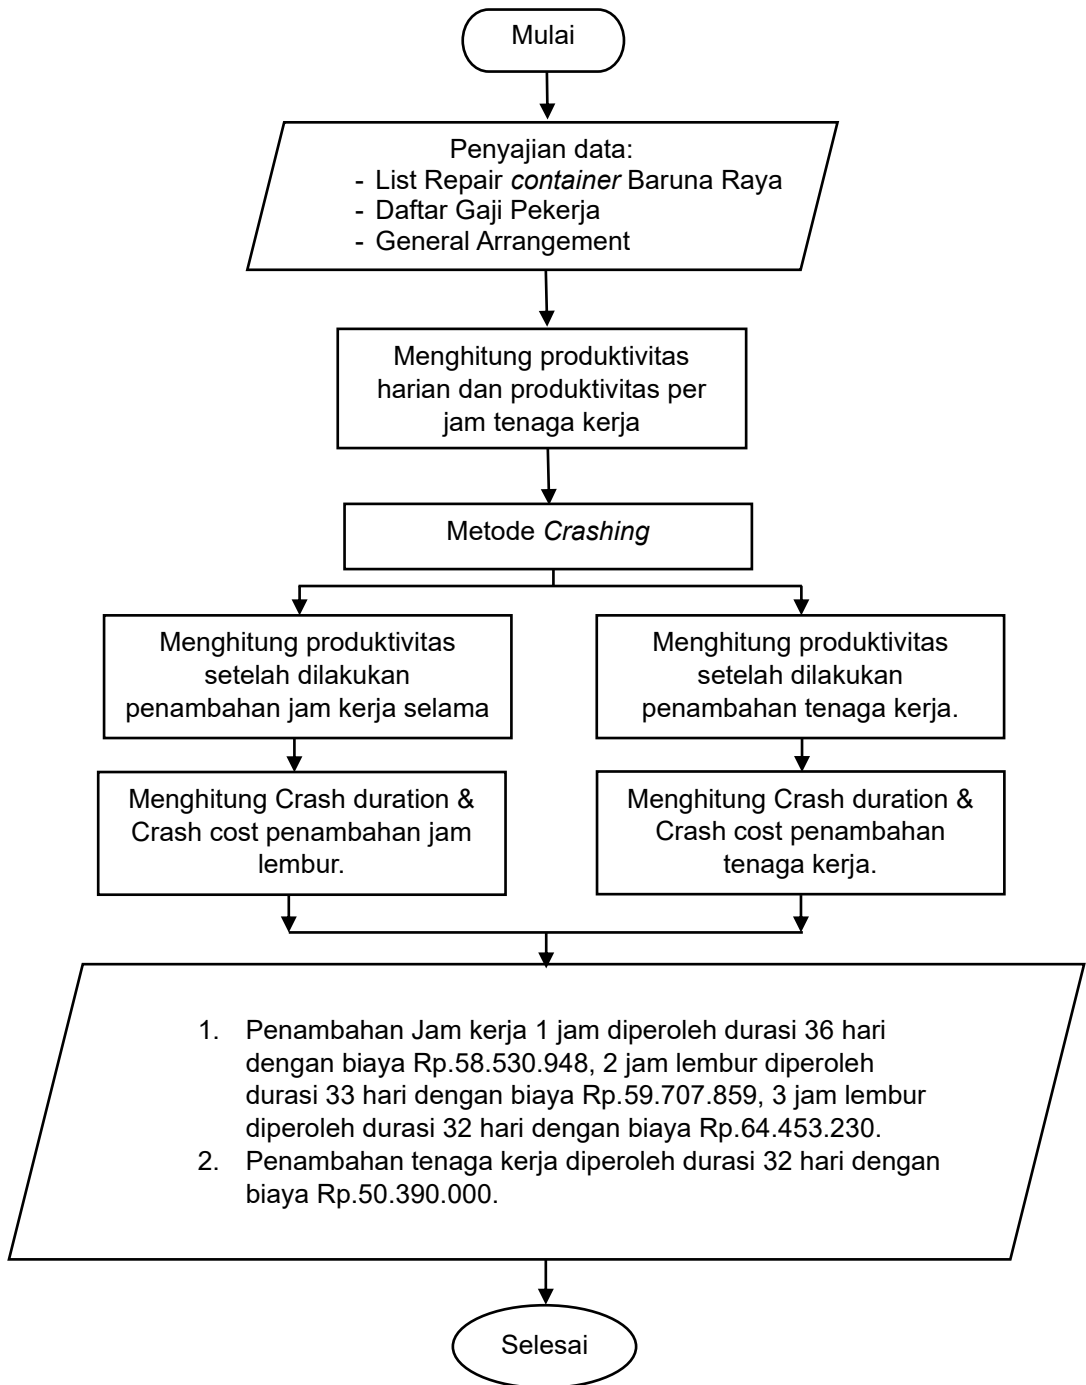 Mulai
Penyajian data:
- List Repair container Baruna Raya
- Daftar Gaji Pekerja
- General Arrangement
Menghitung produktivitas
harian dan produktivitas per
jam tenaga kerja
Metode Crashing
Menghitung produktivitas
setelah dilakukan
penambahan jam kerja selama
Menghitung produktivitas
setelah dilakukan
penambahan tenaga kerja.
Menghitung Crash duration &
Crash cost penambahan jam
lembur.
Menghitung Crash duration &
Crash cost penambahan
tenaga kerja.
1. Penambahan Jam kerja 1 jam diperoleh durasi 36 hari
dengan biaya Rp.58.530.948, 2 jam lembur diperoleh
durasi 33 hari dengan biaya Rp.59.707.859, 3 jam lembur
diperoleh durasi 32 hari dengan biaya Rp.64.453.230.
2. Penambahan tenaga kerja diperoleh durasi 32 hari dengan
biaya Rp.50.390.000.
Selesai